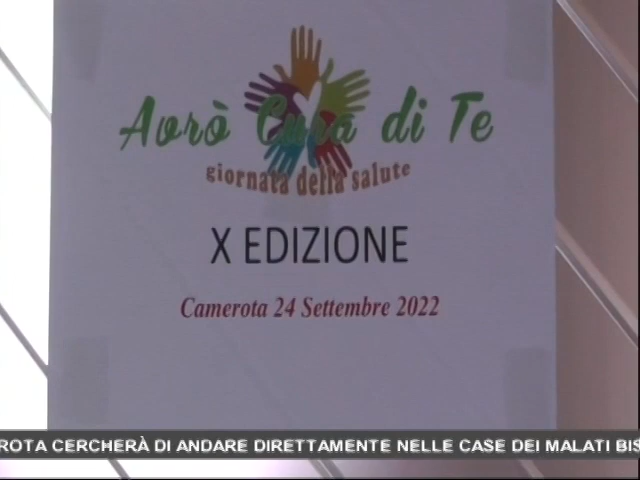 Avrò Cura di Te
giornata della salute
X EDIZIONE
Camerota 24 Settembre 2022
ROTA CERCHERÀ DI ANDARE DIRETTAMENTE NELLE CASE DEI MALATI BIS